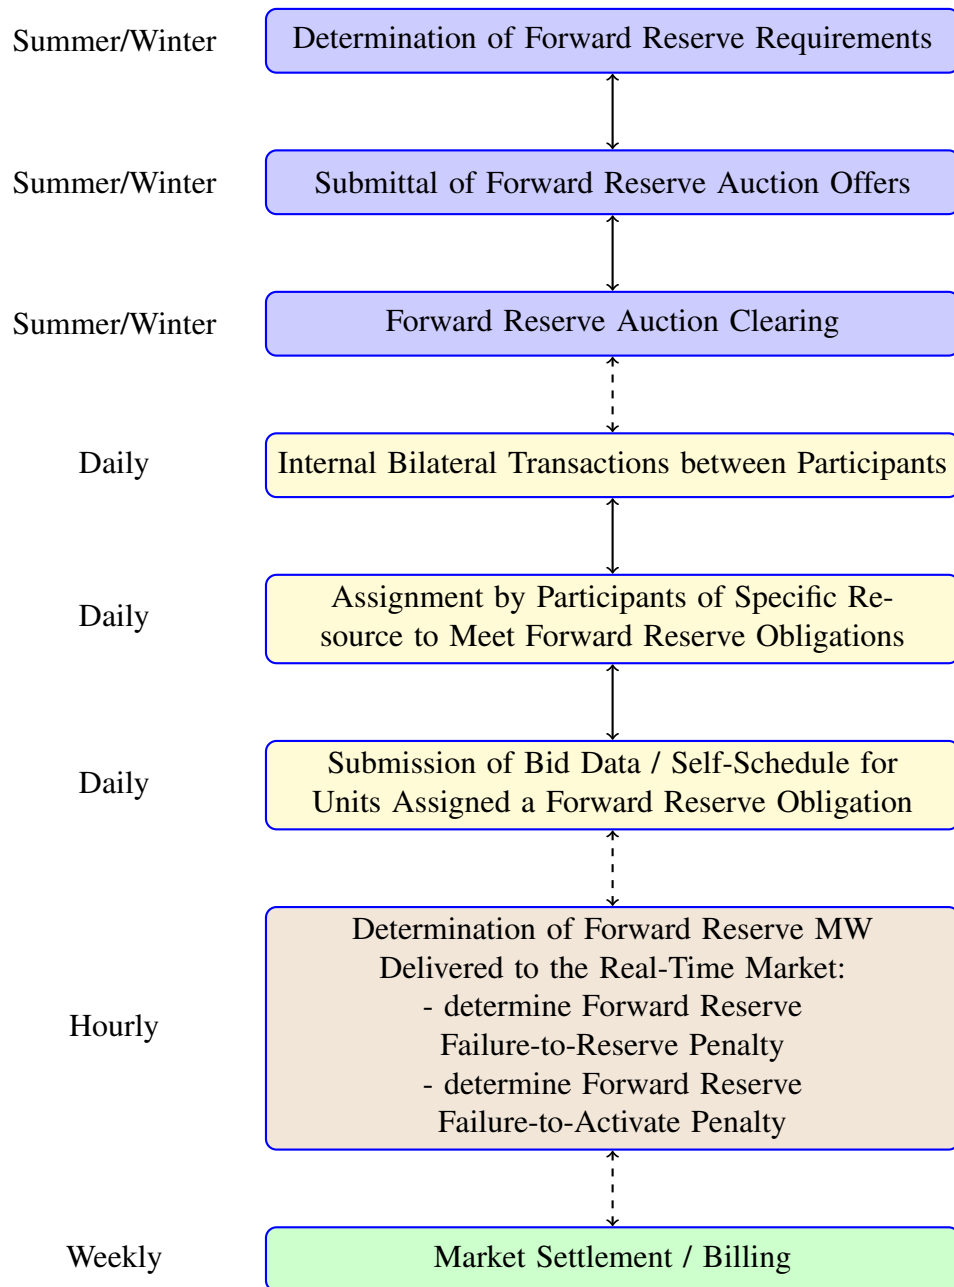 Summer/Winter
Determination of Forward Reserve Requirements
Summer/Winter
Submittal of Forward Reserve Auction Offers
Summer/Winter
Forward Reserve Auction Clearing
Daily
Internal Bilateral Transactions between Participants
Daily
Assignment by Participants of Specific Re-
source to Meet Forward Reserve Obligations
Daily
Submission of Bid Data / Self-Schedule for
Units Assigned a Forward Reserve Obligation
Hourly
Determination of Forward Reserve MW
Delivered to the Real-Time Market:
- determine Forward Reserve
Failure-to-Reserve Penalty
- determine Forward Reserve
Failure-to-Activate Penalty
Weekly
Market Settlement / Billing